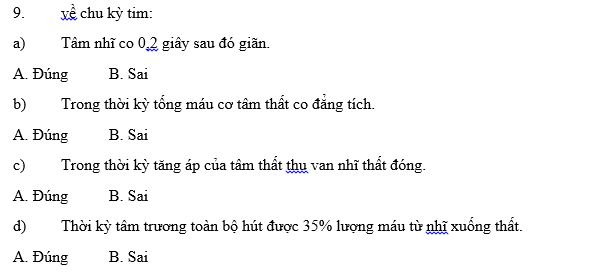 9. về chu kỳ tim:
a) Tâm nhĩ co 0,2 giây sau đó giãn.
A. Đúng B. Sai
b) Trong thời kỳ tống máu cơ tâm thất co đẳng tích.
A. Đúng B. Sai
c) Trong thời kỳ tăng áp của tâm thất thu van nhĩ thất đóng.
A. Đúng B. Sai
d) Thời kỳ tâm trương toàn bộ hút được 35% lượng máu từ nhĩ xuống thất.
A. Đúng B. Sai